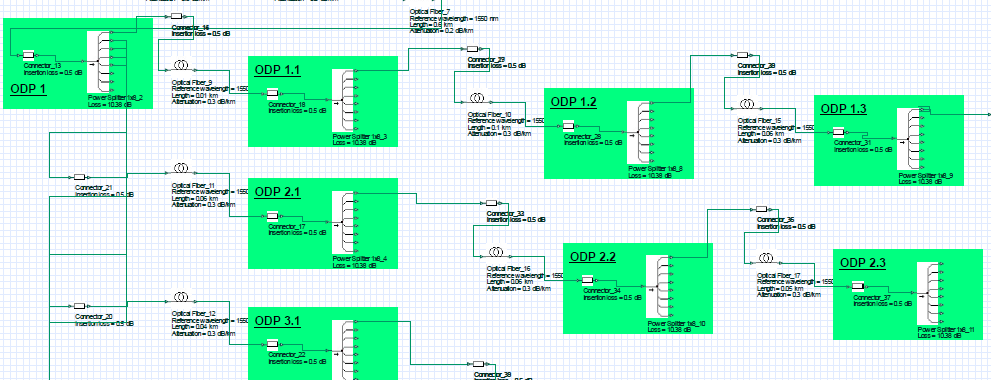 Optical Fiber_7
Reference wavelength = 1550 nm
Length = 0.6 km
Attenuation = 0.2 dB/km
Insertion loss = 0.5 dB
Connector_13
Insertion loss = 0.5 dB
ODP 1
Power Splitter 1x8_2
Loss = 10.38 dB
Optical Fiber_9
Reference wavelength = 1550
Length = 0.01 km
Attenuation = 0.3 dB/km
ODP 1.1
Connector_18
Insertion loss = 0.5 dB
Power Splitter 1x8_3
Loss = 10.38 dB
Insertion loss = 0.5 dB
Optical Fiber_10
Reference wavelength = 1550
Length = 0.1 km
Attenuation = 0.3 dB/km
ODP 1.2
Insertion loss = 0.5 dB
Power Splitter 1x8_8
Loss = 10.38 dB
Insertion loss = 0.5 dB
Optical Fiber_15
Reference wavelength = 1550
Length = 0.06 km
Attenuation = 0.3 dB/km
ODP 1.3
Connector_31
Insertion loss = 0.5 dB
Power Splitter 1x8_9
Loss = 10.38 dB
Connector_21
Insertion loss = 0.5 dB
Optical Fiber_11
Reference wavelength = 1550
Length = 0.06 km
Attenuation = 0.3 dB/km
ODP 2.1
Connector_17
Insertion loss = 0.5 dB
Power Splitter 1x8_4
Loss = 10.38 dB
Connector_33
Insertion loss = 0.5 dB
Optical Fiber_16
Reference wavelength = 1550
Length = 0.05 km
Attenuation = 0.3 dB/km
ODP 2.2
Connector_34
Insertion loss = 0.5 dB
Power Splitter 1x8_10
Loss = 10.38 dB
Connector_36
Insertion loss = 0.5 dB
Optical Fiber_17
Reference wavelength = 1550
Length = 0.05 km
Attenuation = 0.3 dB/km
ODP 2.3
Connector_37
Insertion loss = 0.5 dB
Power Splitter 1x8_11
Loss = 10.38 dB
Connector_20
Insertion loss = 0.5 dB
Optical Fiber_12
Reference wavelength = 1550
Length = 0.04 km
Attenuation = 0.3 dB/km
ODP 3.1
Connector_22
Insertion loss = 0.5 dB
Connector_39